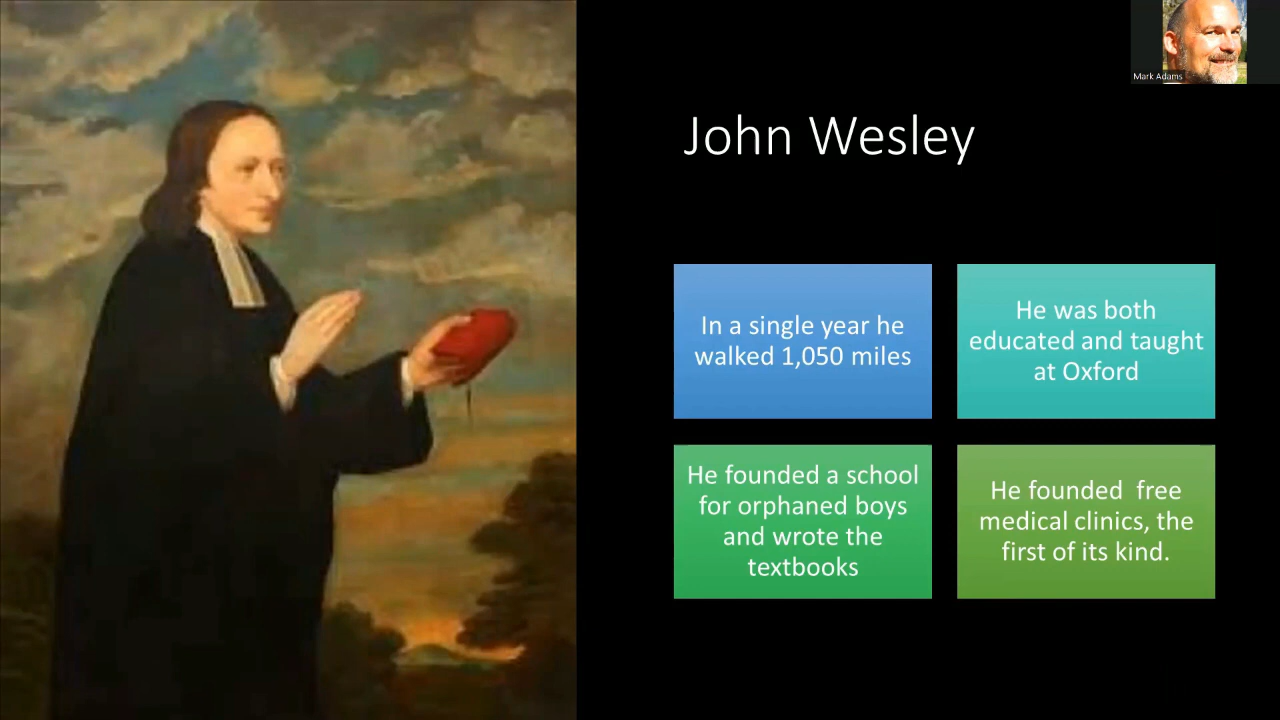 Mark Adams
John Wesley
In a single year he
walked 1,050 miles
He was both
educated and taught
at Oxford
He founded a school
for orphaned boys
and wrote the
textbooks
He founded  free
medical clinics, the
first of its kind.